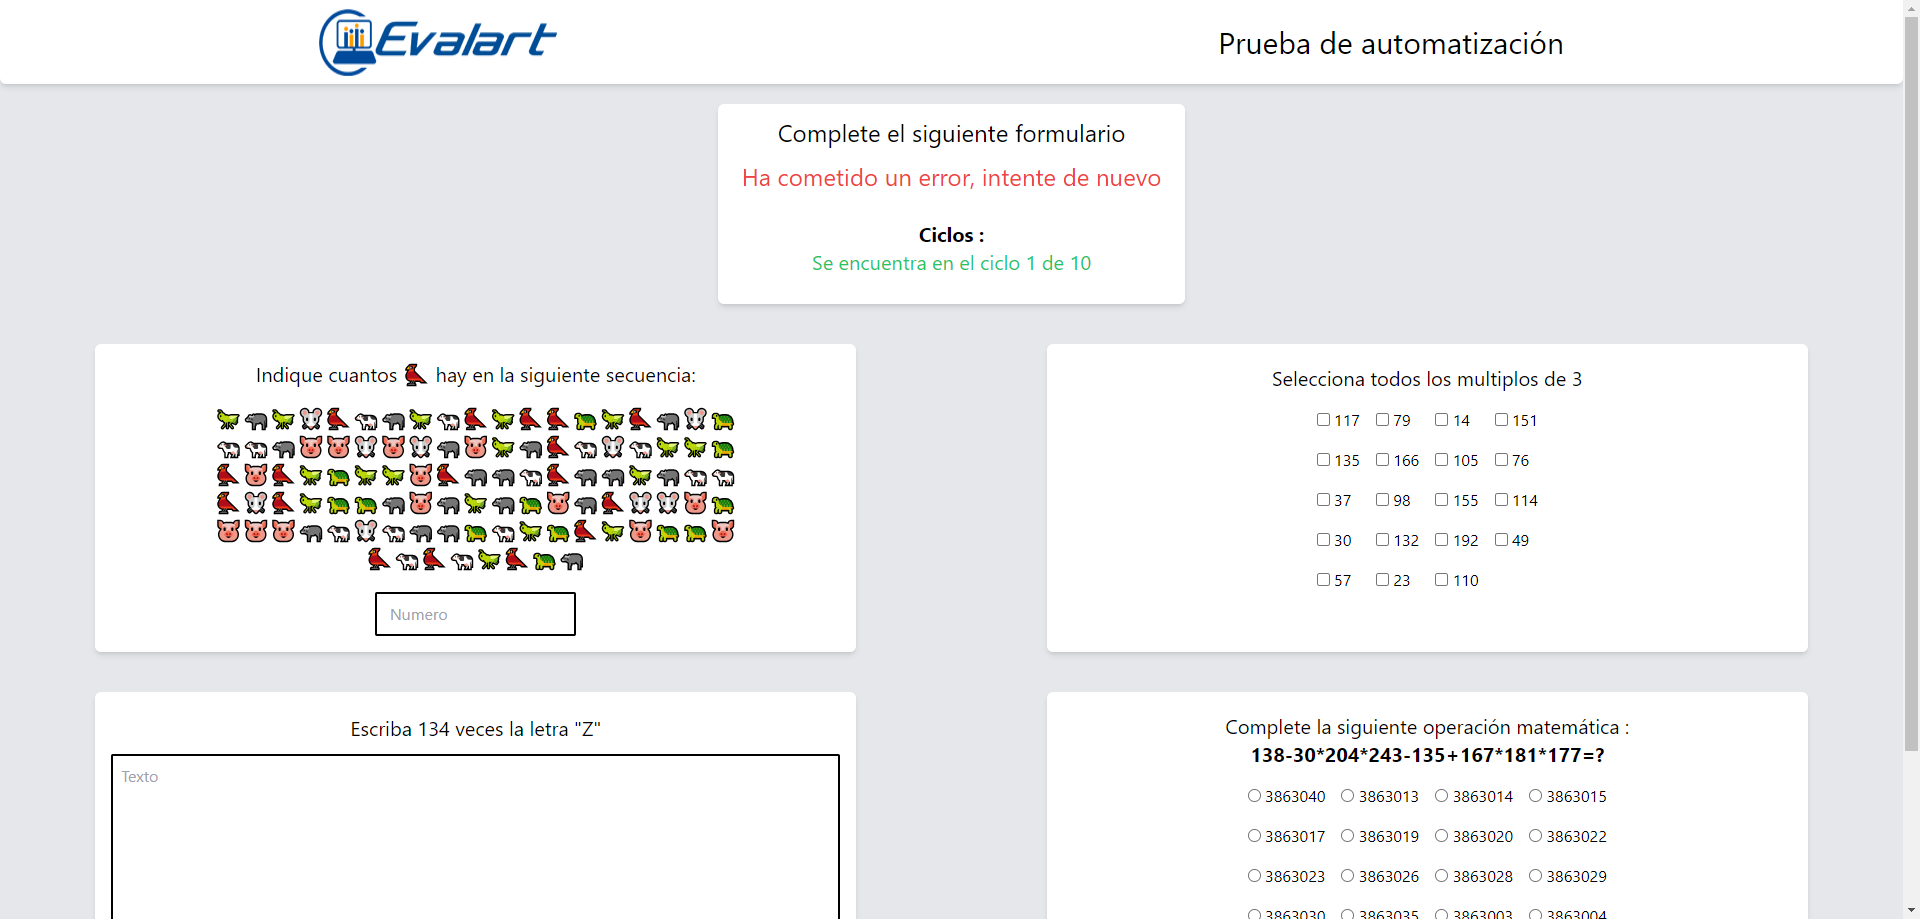 Evalart
Prueba de automatización
Complete el siguiente formulario
Ha cometido un error, intente de nuevo
Ciclos :
Se encuentra en el ciclo 1 de 10
Indique cuantos hay en la siguiente secuencia:
Numero
Selecciona todos los multiplos de 3
117 79 14 151
135 166 105 76
37 98 155 114
30 132 192 49
57 23 110
Escriba 134 veces la letra "Z"
Texto
Complete la siguiente operación matemática :
138-30*204*243-135+167*181*177=?
3863040 3863013 3863014 3863015
3863017 3863019 3863020 3863022
3863023 3863026 3863028 3863029
3863030 3863035 3863003 3863004